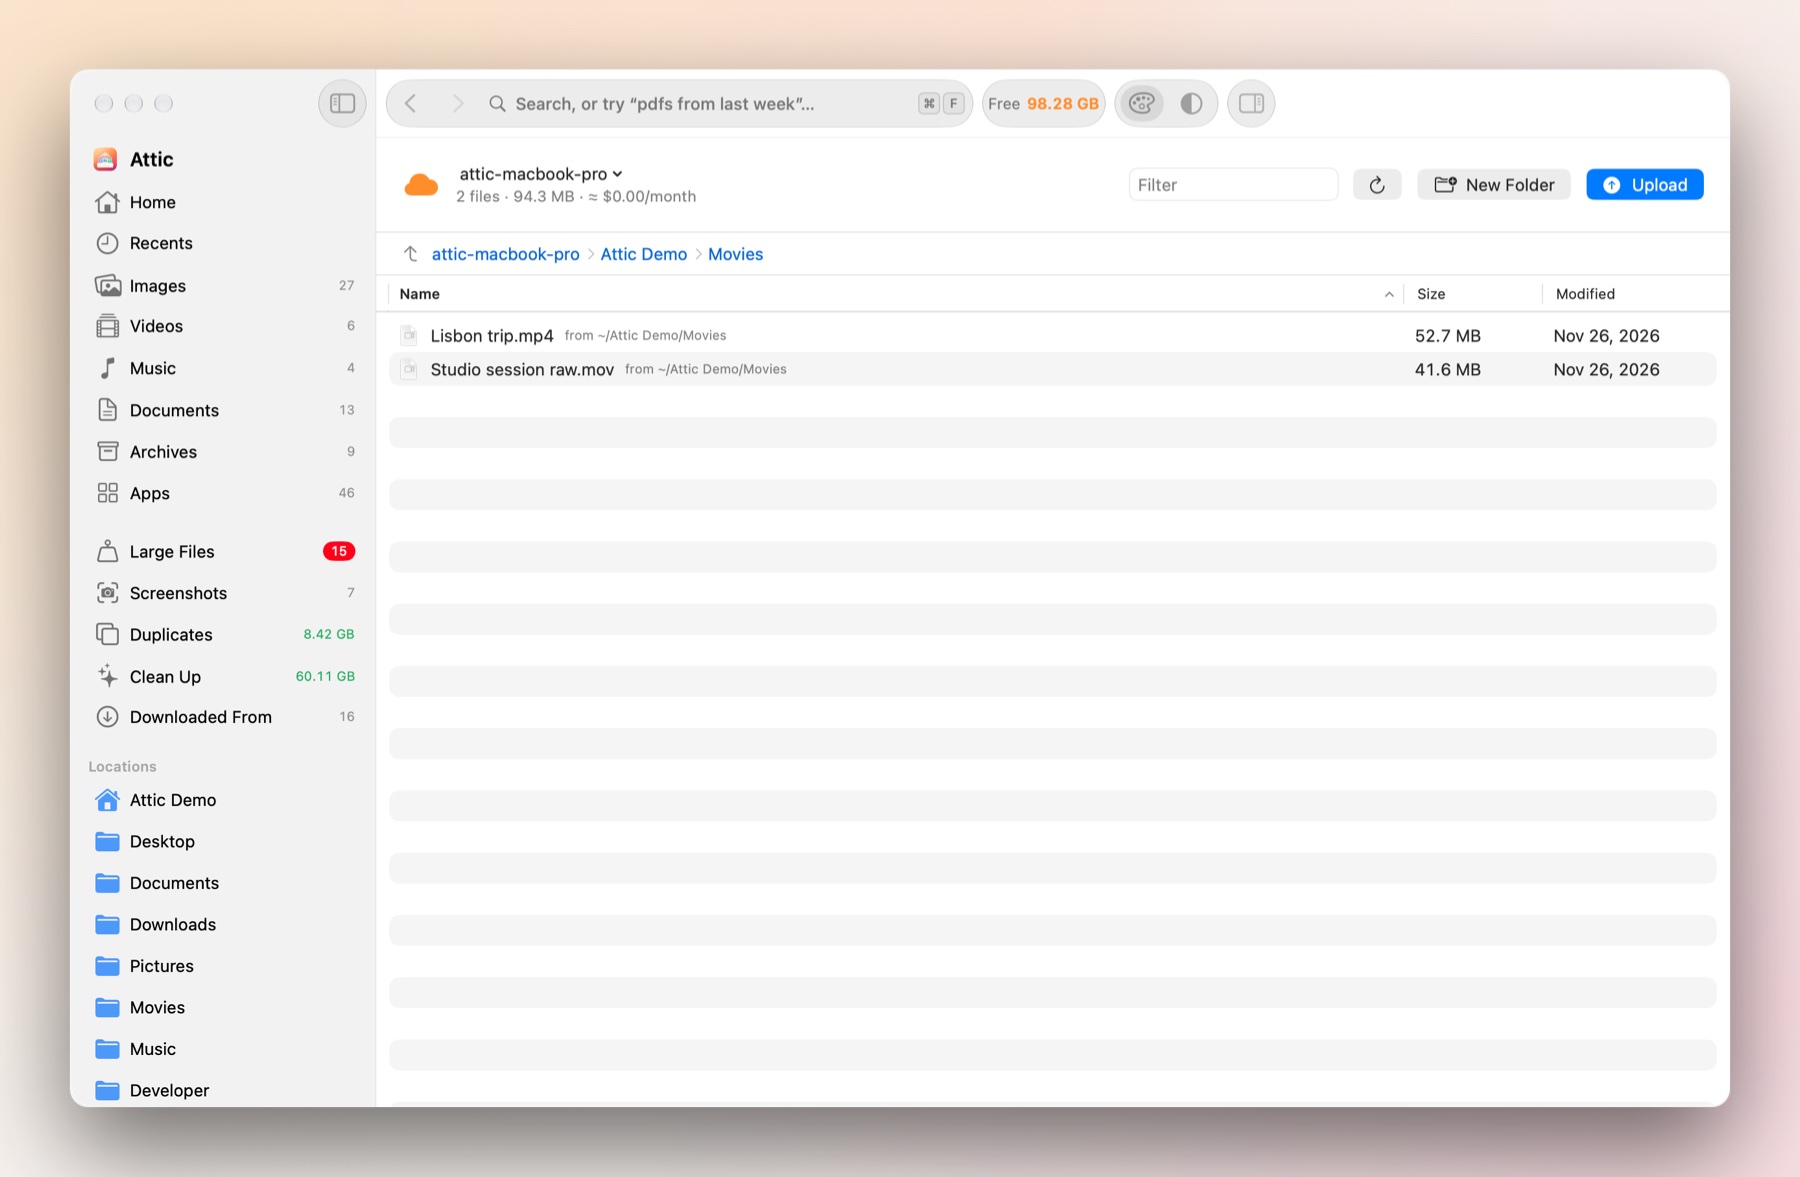 Search, or try “pdfs from last week”...
⌘ F
Free 98.28 GB
Attic
Home
Recents
Images 27
Videos 6
Music 4
Documents 13
Archives 9
Apps 46
Large Files 15
Screenshots 7
Duplicates 8.42 GB
Clean Up 60.11 GB
Downloaded From 16
Locations
Attic Demo
Desktop
Documents
Downloads
Pictures
Movies
Music
Developer
attic-macbook-pro
2 files · 94.3 MB · ≈ $0.00/month
Filter
New Folder
Upload
attic-macbook-pro > Attic Demo > Movies
Name Size Modified
Lisbon trip.mp4 from ~/Attic Demo/Movies 52.7 MB Nov 26, 2026
Studio session raw.mov from ~/Attic Demo/Movies 41.6 MB Nov 26, 2026